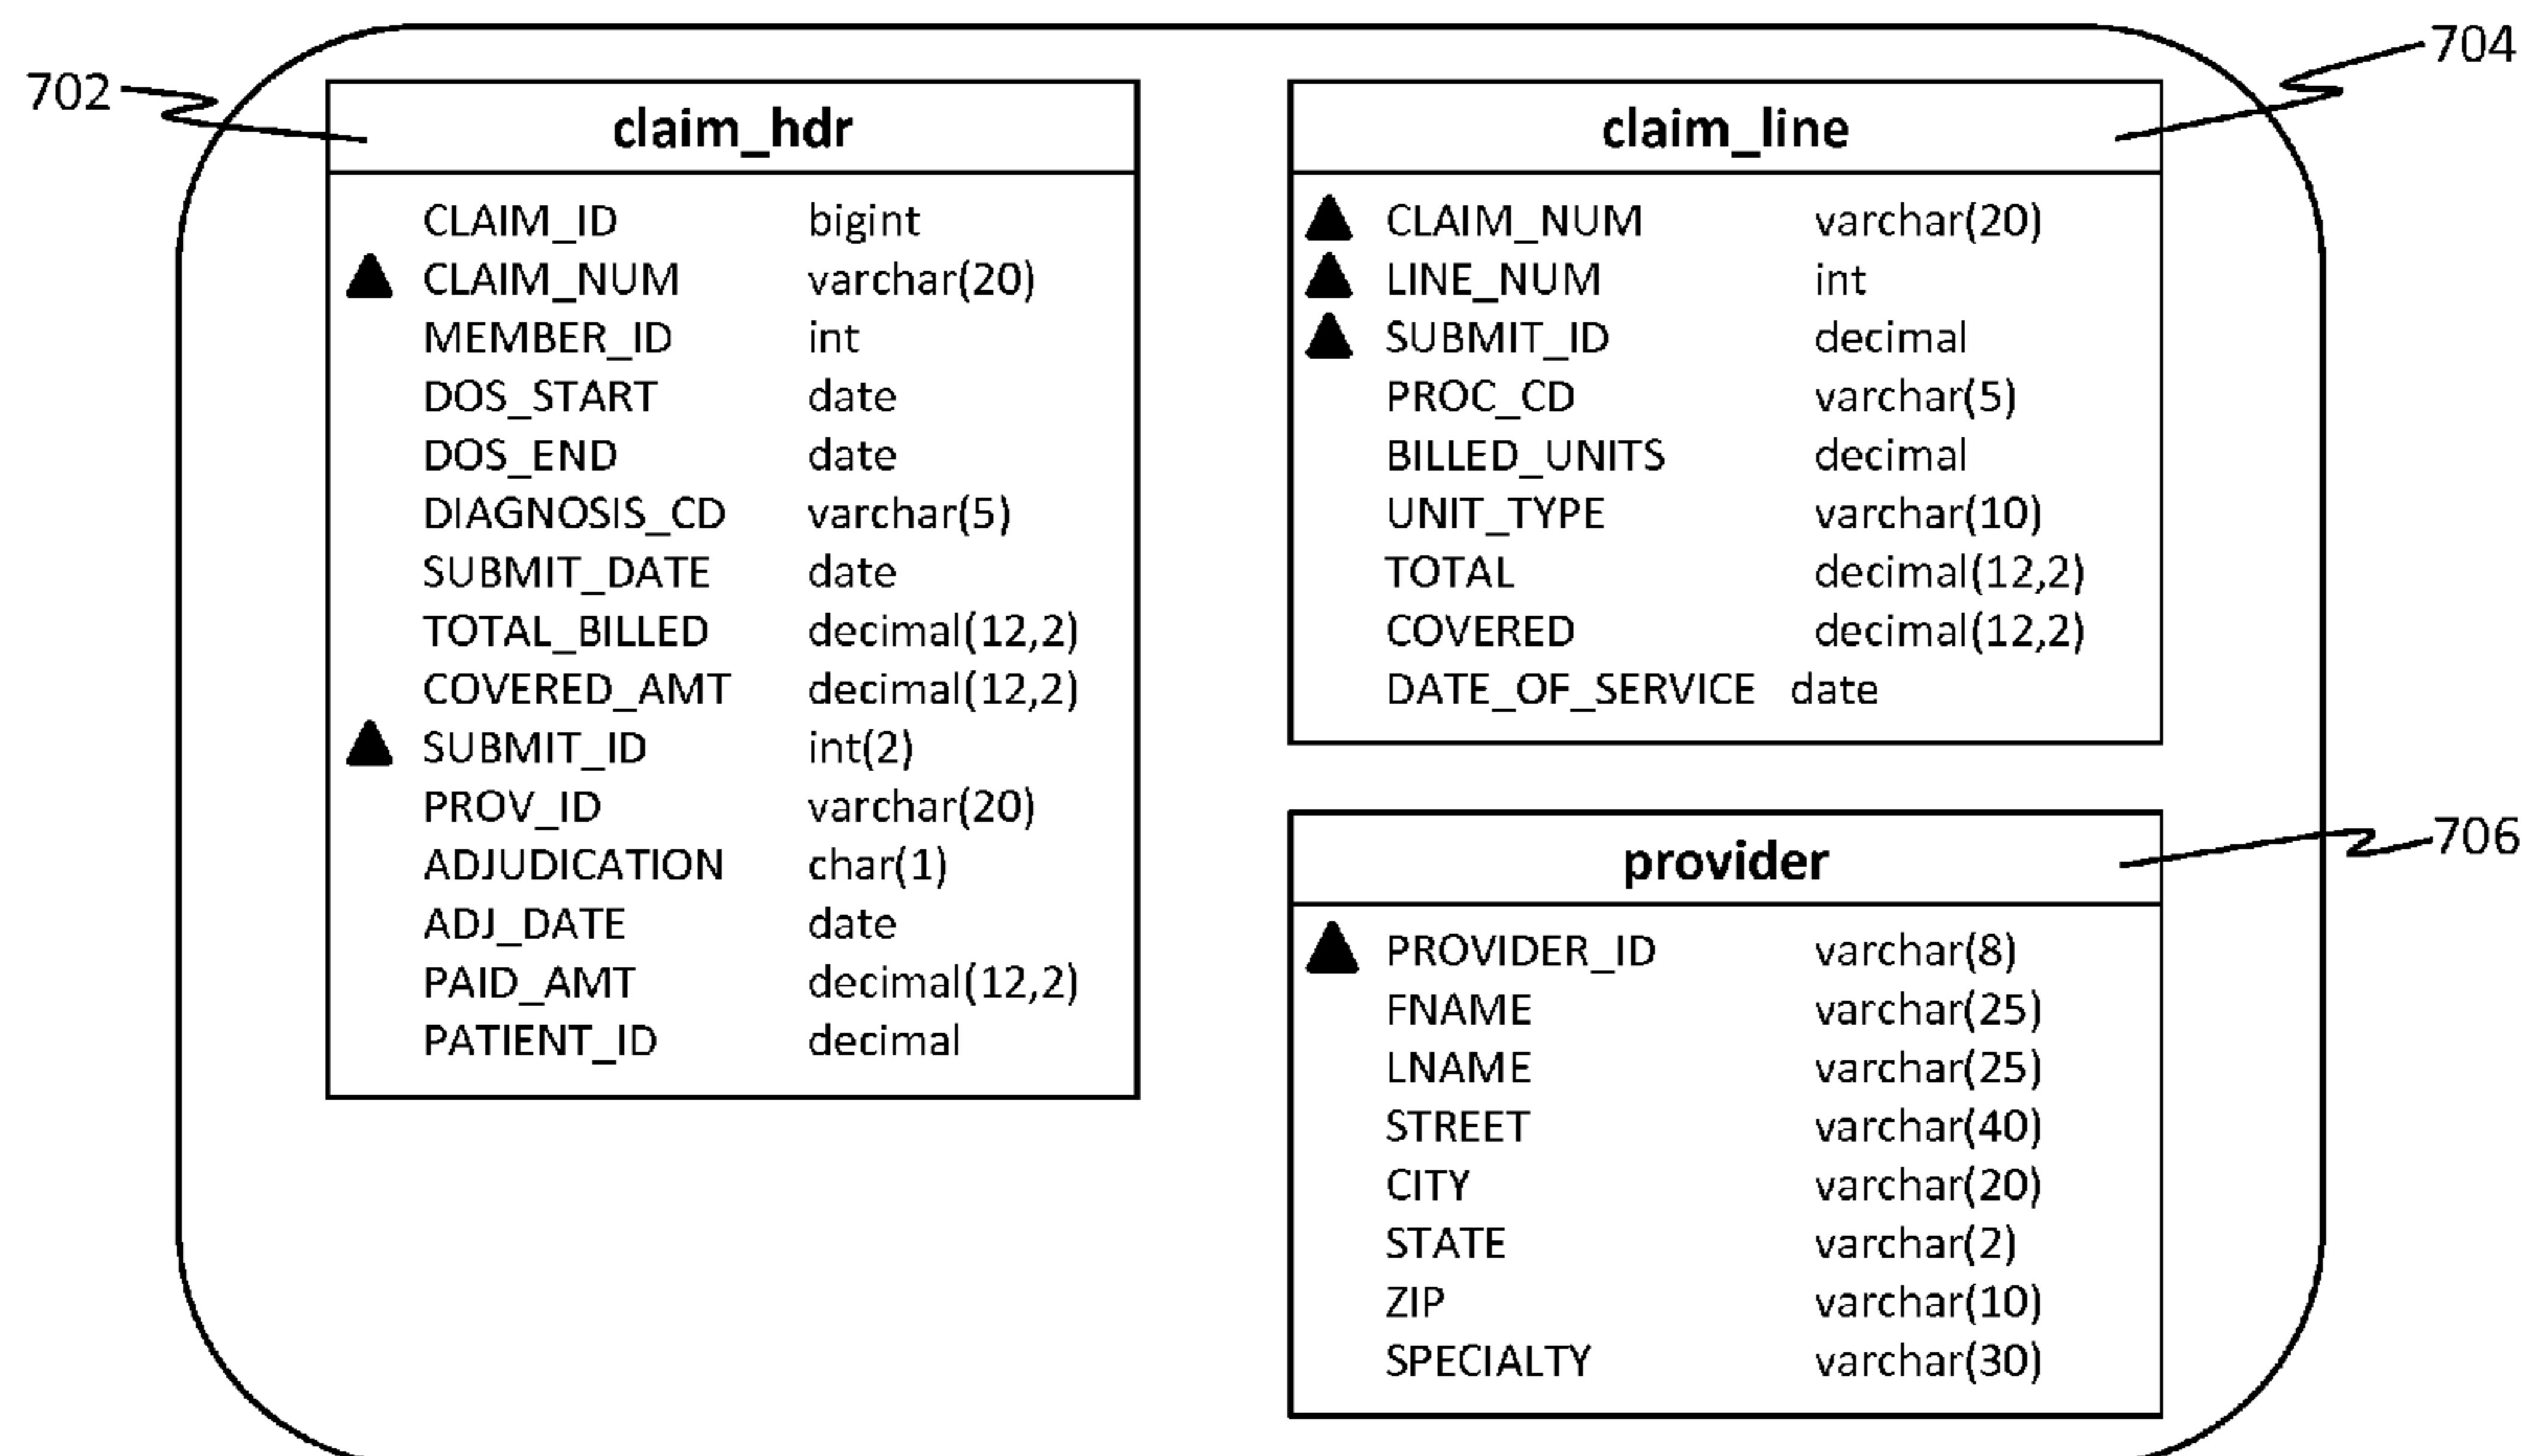 702
claim_hdr
CLAIM_ID bigint
▲ CLAIM_NUM varchar(20)
MEMBER_ID int
DOS_START date
DOS_END date
DIAGNOSIS_CD varchar(5)
SUBMIT_DATE date
TOTAL_BILLED decimal(12,2)
COVERED_AMT decimal(12,2)
▲ SUBMIT_ID int(2)
PROV_ID varchar(20)
ADJUDICATION char(1)
ADJ_DATE date
PAID_AMT decimal(12,2)
PATIENT_ID decimal
704
claim_line
▲ CLAIM_NUM varchar(20)
▲ LINE_NUM int
▲ SUBMIT_ID decimal
PROC_CD varchar(5)
BILLED_UNITS decimal
UNIT_TYPE varchar(10)
TOTAL decimal(12,2)
COVERED decimal(12,2)
DATE_OF_SERVICE date
706
provider
▲ PROVIDER_ID varchar(8)
FNAME varchar(25)
LNAME varchar(25)
STREET varchar(40)
CITY varchar(20)
STATE varchar(2)
ZIP varchar(10)
SPECIALTY varchar(30)